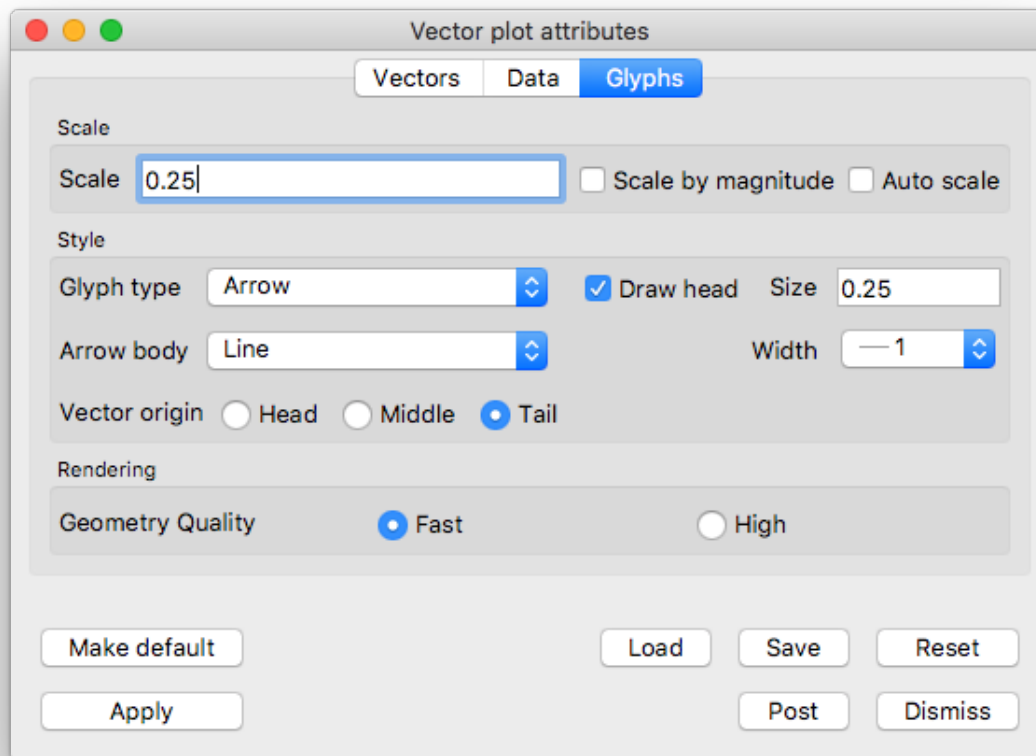 Vector plot attributes
Vectors Data Glyphs
Scale
Scale 0.25 Scale by magnitude Auto scale
Style
Glyph type Arrow Draw head Size 0.25
Arrow body Line Width 1
Vector origin Head Middle Tail
Rendering
Geometry Quality Fast High
Make default Load Save Reset
Apply Post Dismiss